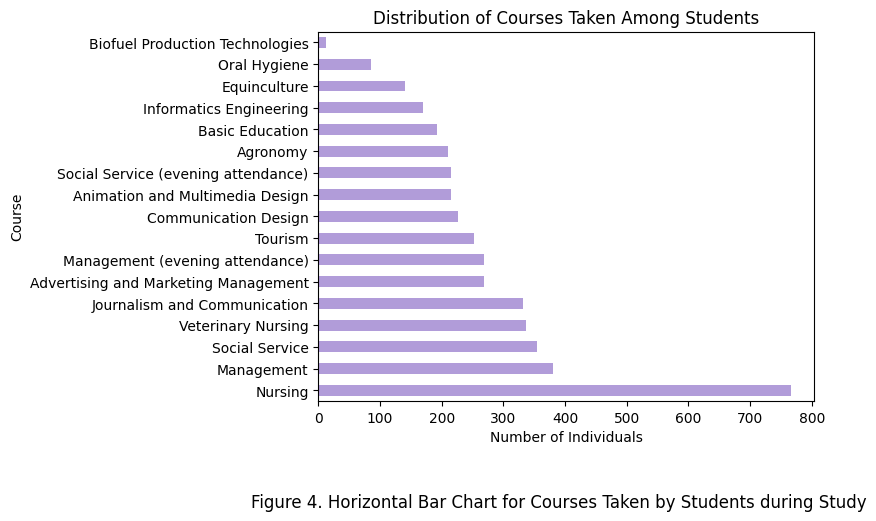 Distribution of Courses Taken Among Students
Course
Biofuel Production Technologies
Oral Hygiene
Equinculture
Informatics Engineering
Basic Education
Agronomy
Social Service (evening attendance)
Animation and Multimedia Design
Communication Design
Tourism
Management (evening attendance)
Advertising and Marketing Management
Journalism and Communication
Veterinary Nursing
Social Service
Management
Nursing
0 100 200 300 400 500 600 700 800
Number of Individuals
Figure 4. Horizontal Bar Chart for Courses Taken by Students during Study